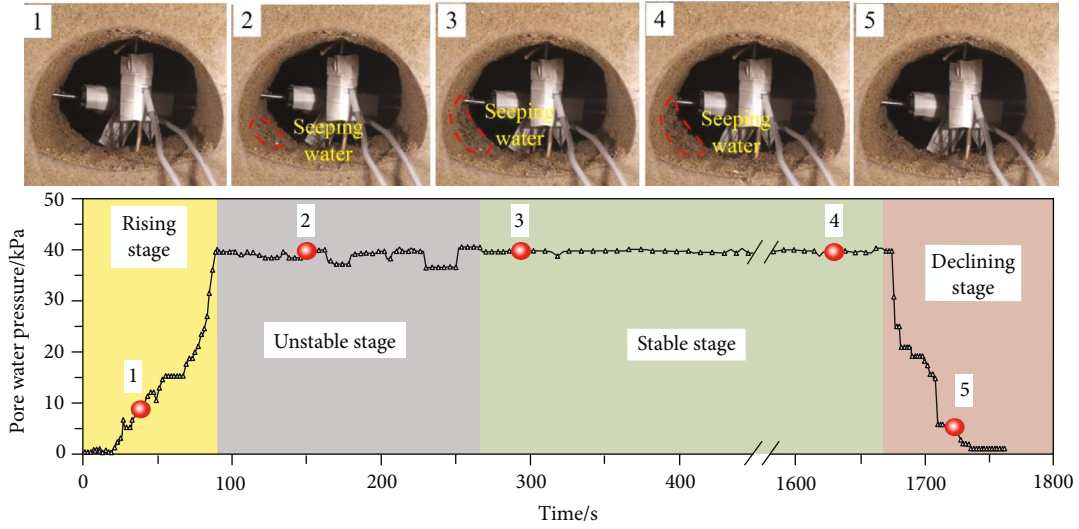 1
2
3
4
5
Seeping
water
Seeping
water
Seeping
water
Pore water pressure/kPa
50
40
30
20
10
0
Rising
stage
Unstable stage
Stable stage
Declining
stage
1
2
3
4
5
0
100
200
300
400
1600
1700
1800
Time/s